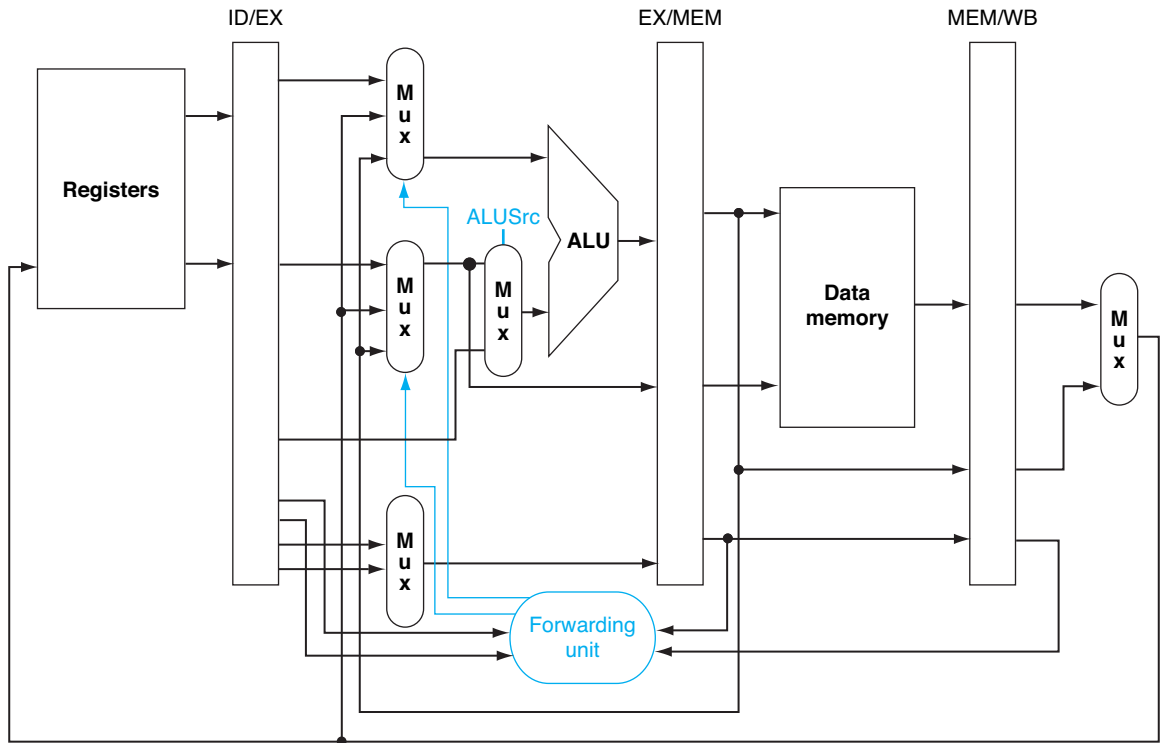 ID/EX
EX/MEM
MEM/WB
M
u
x
Registers
ALUSrc
ALU
M
u
x
M
u
x
Data
memory
M
u
x
M
u
x
Forwarding
unit